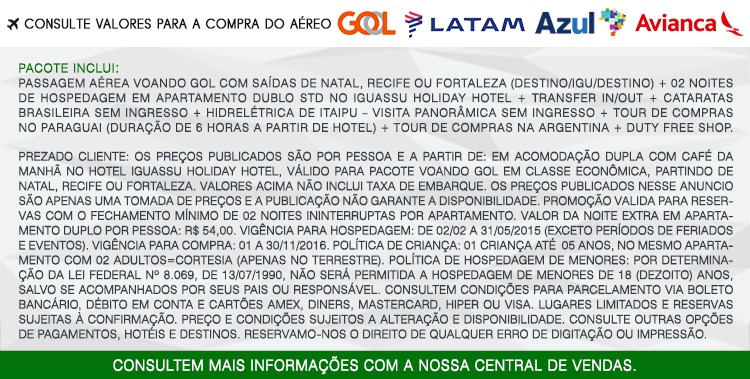 CONSULTE VALORES PARA A COMPRA DO AÉREO GOL LATAM Azul Avianca
PACOTE INCLUI:
PASSAGEM AÉREA VOANDO GOL COM SAÍDAS DE NATAL, RECIFE OU FORTALEZA (DESTINO/IGU/DESTINO) + 02 NOITES
DE HOSPEDAGEM EM APARTAMENTO DUBLO STD NO IGUASSU HOLIDAY HOTEL + TRANSFER IN/OUT + CATARATAS
BRASILEIRA SEM INGRESSO + HIDRELÉTRICA DE ITAIPU - VISITA PANORÂMICA SEM INGRESSO + TOUR DE COMPRAS
NO PARAGUAI (DURAÇÃO DE 6 HORAS A PARTIR DE HOTEL) + TOUR DE COMPRAS NA ARGENTINA + DUTY FREE SHOP.
PREZADO CLIENTE: OS PREÇOS PUBLICADOS SÃO POR PESSOA E A PARTIR DE: EM ACOMODAÇÃO DUPLA COM CAFÉ DA
MANHÃ NO HOTEL IGUASSU HOLIDAY HOTEL, VÁLIDO PARA PACOTE VOANDO GOL EM CLASSE ECONÔMICA, PARTINDO DE
NATAL, RECIFE OU FORTALEZA. VALORES ACIMA NÃO INCLUI TAXA DE EMBARQUE. OS PREÇOS PUBLICADOS NESSE ANUNCIO
SÃO APENAS UMA TOMADA DE PREÇOS E A PUBLICAÇÃO NÃO GARANTE A DISPONIBILIDADE. PROMOÇÃO VALIDA PARA RESER-
VAS COM O FECHAMENTO MÍNIMO DE 02 NOITES ININTERRUPTAS POR APARTAMENTO. VALOR DA NOITE EXTRA EM APARTA-
MENTO DUPLO POR PESSOA: R$ 54,00. VIGÊNCIA PARA HOSPEDAGEM: DE 02/02 A 31/05/2015 (EXCETO PERÍODOS DE FERIADOS
E EVENTOS). VIGÊNCIA PARA COMPRA: 01 A 30/11/2016. POLÍTICA DE CRIANÇA: 01 CRIANÇA ATÉ 05 ANOS, NO MESMO APARTA-
MENTO COM 02 ADULTOS=CORTESIA (APENAS NO TERRESTRE). POLÍTICA DE HOSPEDAGEM DE MENORES: POR DETERMINA-
ÇÃO DA LEI FEDERAL Nº 8.069, DE 13/07/1990, NÃO SERÁ PERMITIDA A HOSPEDAGEM DE MENORES DE 18 (DEZOITO) ANOS,
SALVO SE ACOMPANHADOS POR SEUS PAIS OU RESPONSÁVEL. CONSULTEM CONDIÇÕES PARA PARCELAMENTO VIA BOLETO
BANCÁRIO, DÉBITO EM CONTA E CARTÕES AMEX, DINERS, MASTERCARD, HIPER OU VISA. LUGARES LIMITADOS E RESERVAS
SUJEITAS À CONFIRMAÇÃO. PREÇO E CONDIÇÕES SUJEITOS A ALTERAÇÃO E DISPONIBILIDADE. CONSULTE OUTRAS OPÇÕES
DE PAGAMENTOS, HOTÉIS E DESTINOS. RESERVAMO-NOS O DIREITO DE QUALQUER ERRO DE DIGITAÇÃO OU IMPRESSÃO.
CONSULTEM MAIS INFORMAÇÕES COM A NOSSA CENTRAL DE VENDAS.